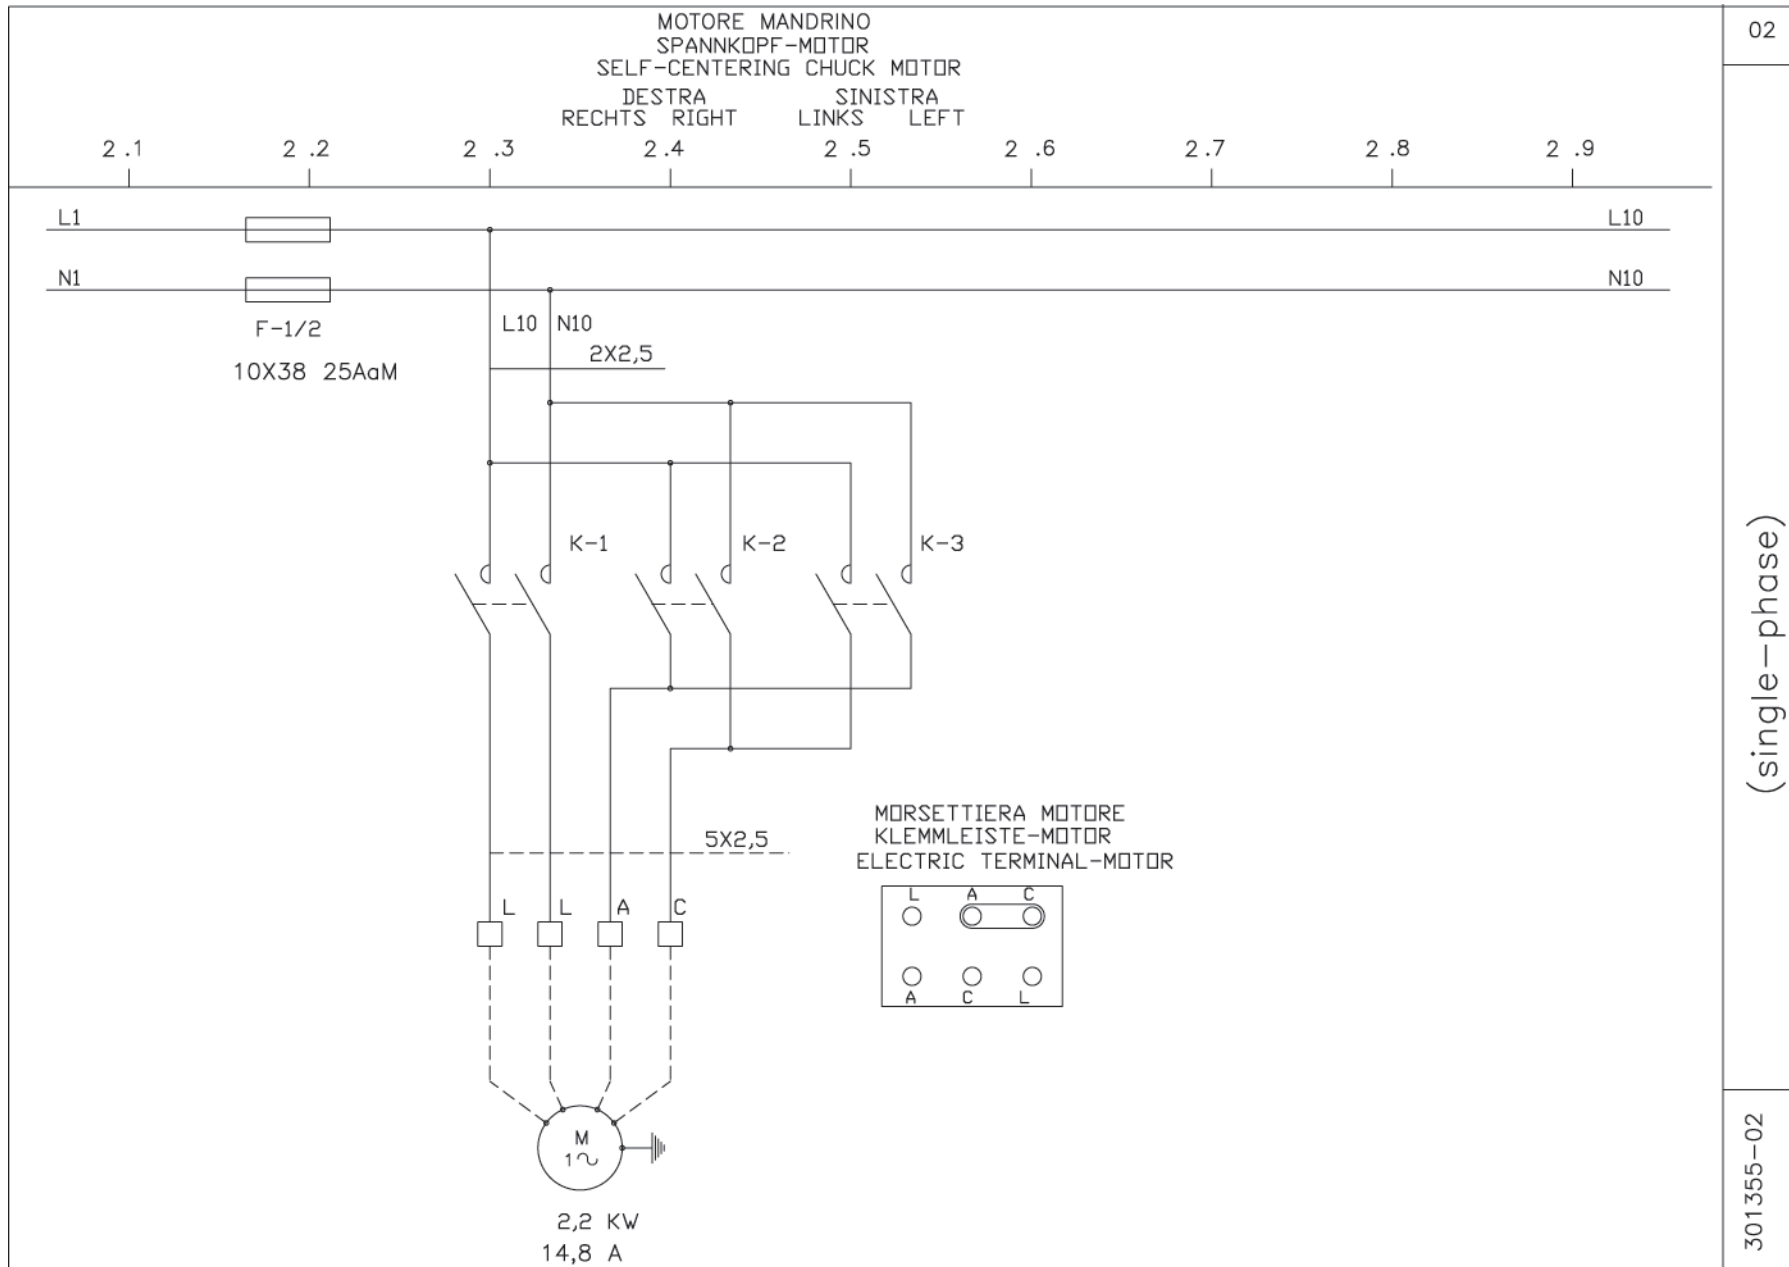 MOTORE MANDRINO
SPANNKOPF-MOTOR
SELF-CENTERING CHUCK MOTOR
DESTRA SINISTRA
RECHTS RIGHT LINKS LEFT
02
2 .1 2 .2 2 .3 2.4 2 .5 2 .6 2.7 2 .8 2 .9
L1 L10
N1 N10
F-1/2
10X38 25AaM
L10 N10
2X2,5
K-1 K-2 K-3
(single-phase)
5X2,5
MORSETTIERA MOTORE
KLEMMLEISTE-MOTOR
ELECTRIC TERMINAL-MOTOR
L L A C
L A C
A C L
M
1~
2,2 KW
14,8 A
301355-02